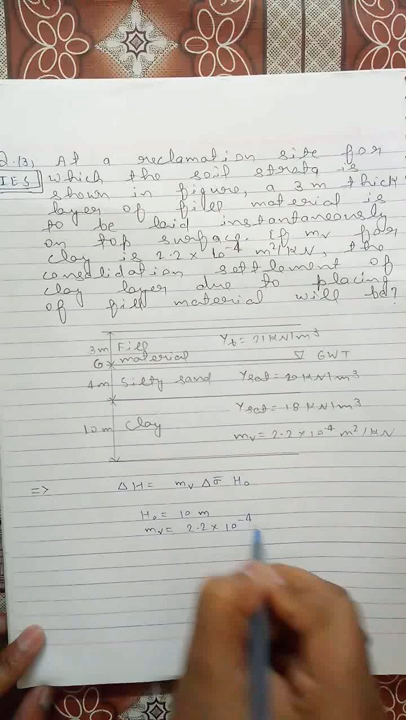 Q.13, At a reclamation site for
IES which the soil strata is
shown in figure, a 3m thick
layer of fill material is
to be laid instantaneously
on top surface. If mv for
clay is 2.2 × 10⁻⁴ m²/kN, the
consolidation settlement of
clay layer due to placing
of fill material will be?
3m Fill γt = 21 kN/m³
G material ▽ GWT
4m Silty sand γsat = 20 kN/m³
γsat = 18 kN/m³
10m Clay
mv = 2.2 × 10⁻⁴ m²/kN
=> ΔH = mv Δσ̄ H₀
H₀ = 10 m
mv = 2.2 × 10⁻⁴